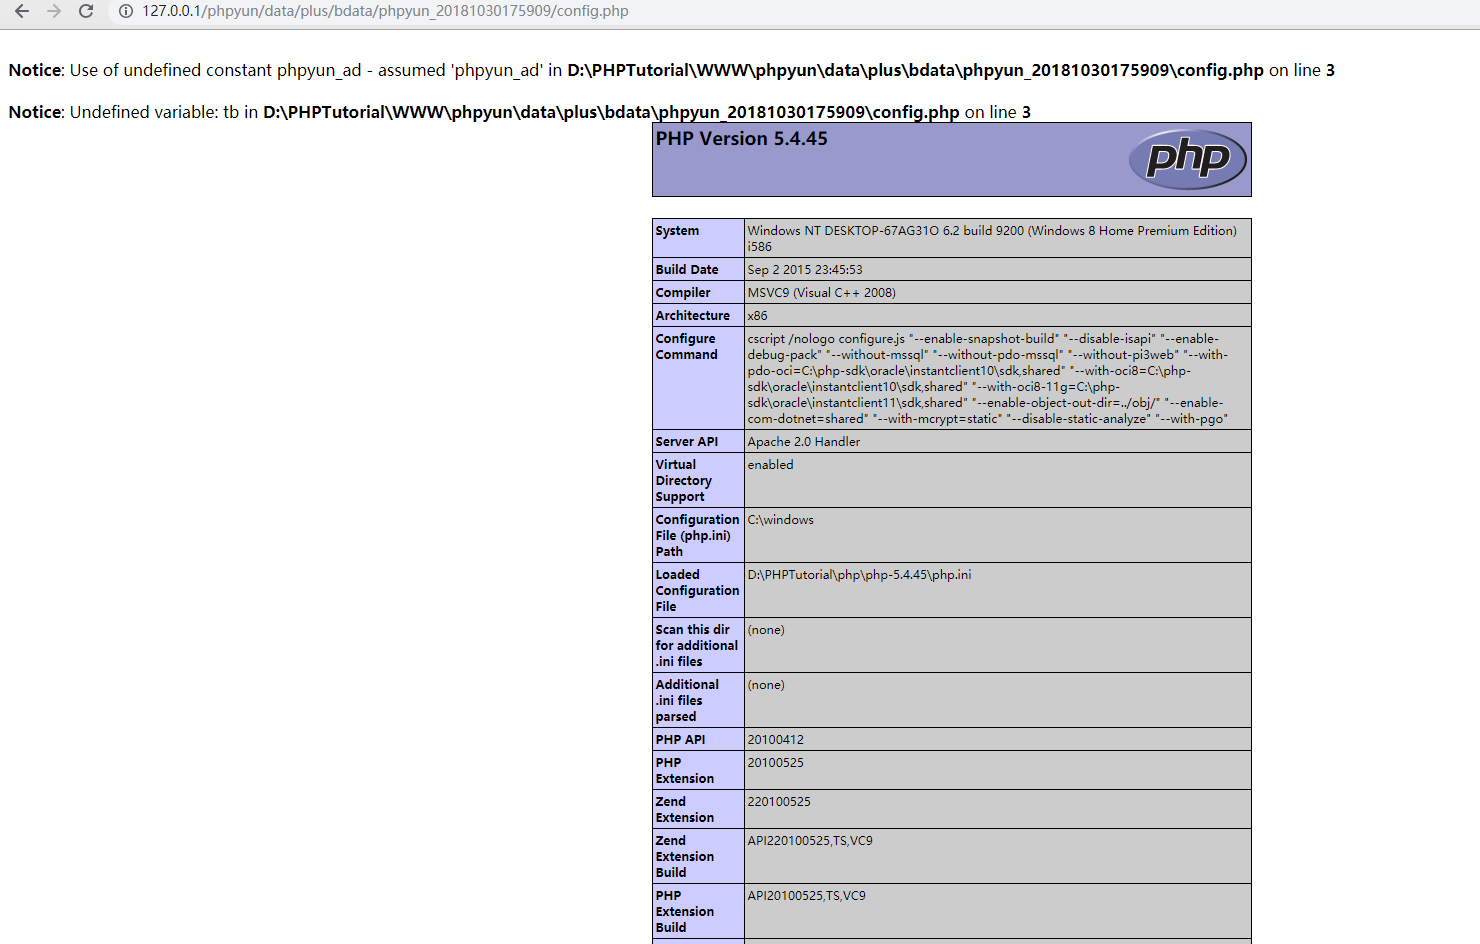 127.0.0.1/phpyun/data/plus/bdata/phpyun_20181030175909/config.php
Notice: Use of undefined constant phpyun_ad - assumed 'phpyun_ad' in D:\PHPTutorial\WWW\phpyun\data\plus\bdata\phpyun_20181030175909\config.php on line 3
Notice: Undefined variable: tb in D:\PHPTutorial\WWW\phpyun\data\plus\bdata\phpyun_20181030175909\config.php on line 3
PHP Version 5.4.45
php
System
Windows NT DESKTOP-67AG31O 6.2 build 9200 (Windows 8 Home Premium Edition)
i586
Build Date
Sep 2 2015 23:45:53
Compiler
MSVC9 (Visual C++ 2008)
Architecture
x86
Configure
Command
cscript /nologo configure.js "--enable-snapshot-build" "--disable-isapi" "--enable-
debug-pack" "--without-mssql" "--without-pdo-mssql" "--without-pi3web" "--with-
pdo-oci=C:\php-sdk\oracle\instantclient10\sdk,shared" "--with-oci8=C:\php-
sdk\oracle\instantclient10\sdk,shared" "--with-oci8-11g=C:\php-
sdk\oracle\instantclient11\sdk,shared" "--enable-object-out-dir=../obj/" "--enable-
com-dotnet=shared" "--with-mcrypt=static" "--disable-static-analyze" "--with-pgo"
Server API
Apache 2.0 Handler
Virtual
Directory
Support
enabled
Configuration
File (php.ini)
Path
C:\windows
Loaded
Configuration
File
D:\PHPTutorial\php\php-5.4.45\php.ini
Scan this dir
for additional
.ini files
(none)
Additional
.ini files
parsed
(none)
PHP API
20100412
PHP
Extension
20100525
Zend
Extension
220100525
Zend
Extension
Build
API220100525,TS,VC9
PHP
Extension
Build
API20100525,TS,VC9